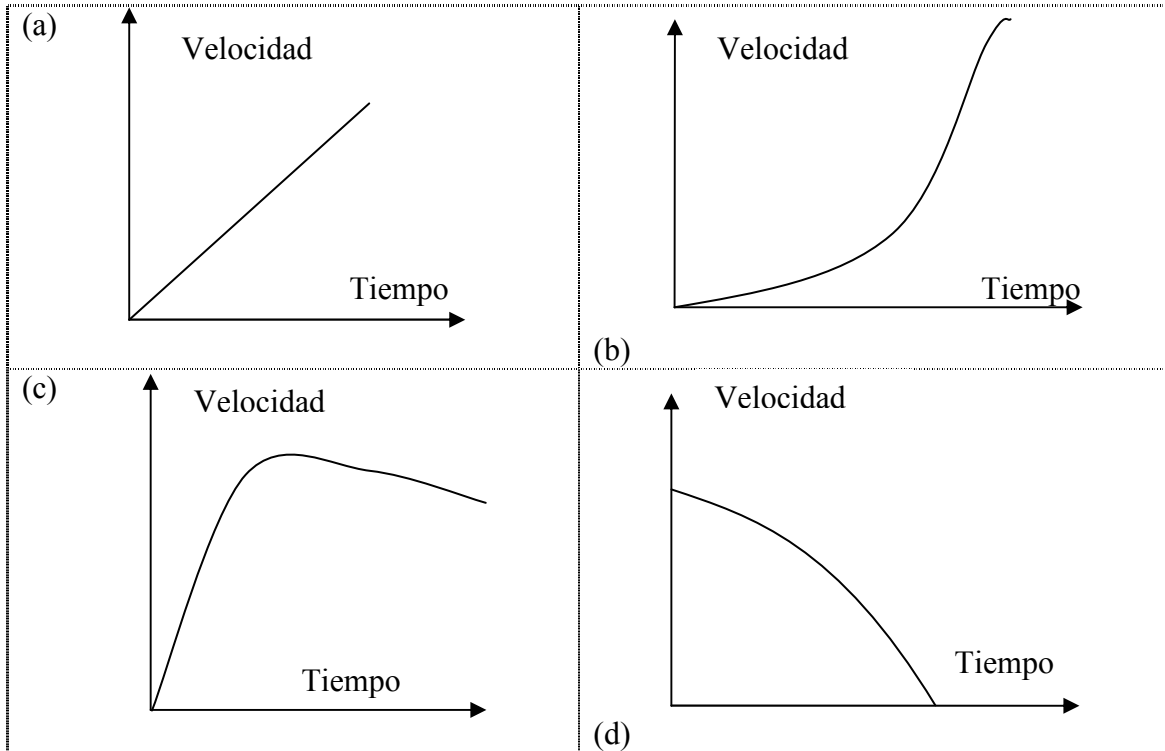 (a)
Velocidad
Tiempo
Velocidad
Tiempo
(b)
(c)
Velocidad
Tiempo
Velocidad
Tiempo
(d)